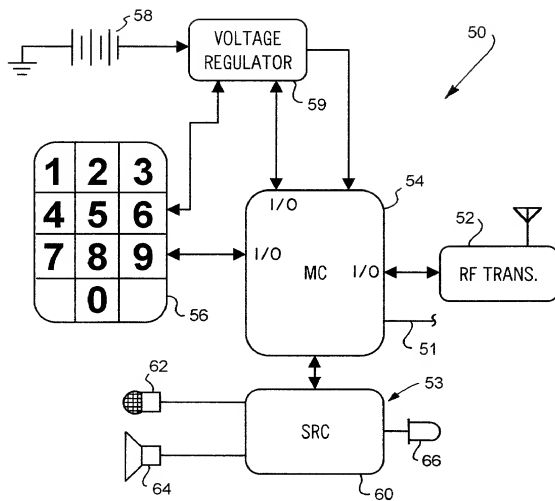 58
VOLTAGE
REGULATOR
59
50
1 2 3
4 5 6
7 8 9
0
56
54
I/O
I/O
I/O
MC
52
RF TRANS.
51
62
64
53
SRC
60
66